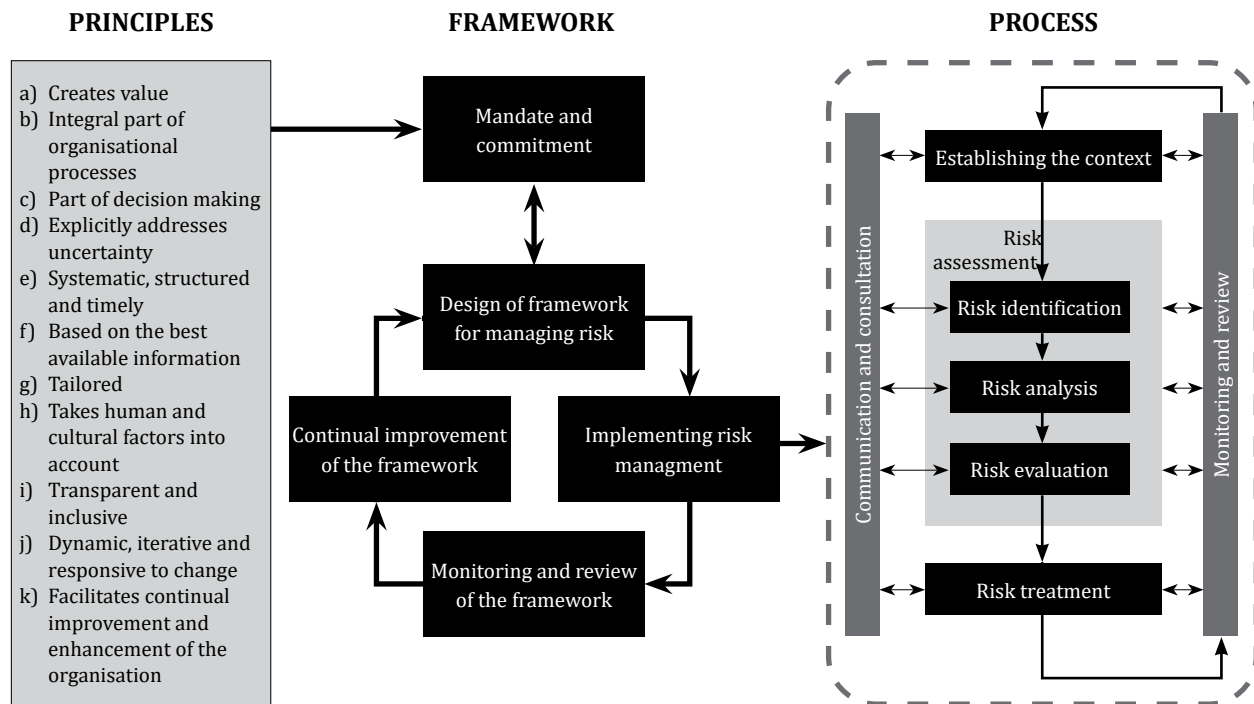 PRINCIPLES
a) Creates value
b) Integral part of
organisational
processes
c) Part of decision making
d) Explicitly addresses
uncertainty
e) Systematic, structured
and timely
f) Based on the best
available information
g) Tailored
h) Takes human and
cultural factors into
account
i) Transparent and
inclusive
j) Dynamic, iterative and
responsive to change
k) Facilitates continual
improvement and
enhancement of the
organisation
FRAMEWORK
Mandate and
commitment
Design of framework
for managing risk
Continual improvement
of the framework
Implementing risk
managment
Monitoring and review
of the framework
PROCESS
Communication and consultation
Establishing the context
Risk
assessment
Risk identification
Risk analysis
Risk evaluation
Risk treatment
Monitoring and review